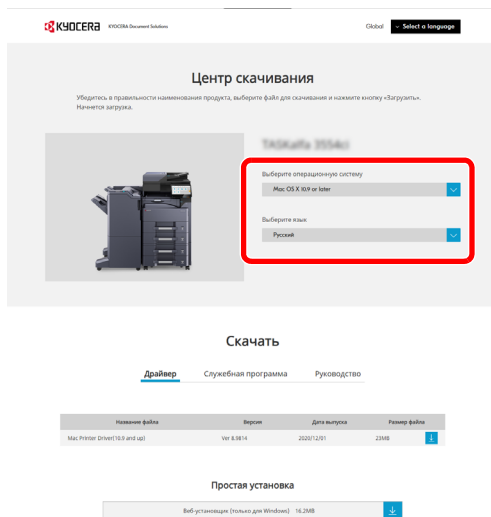 KYOCERA KYOCERA Document Solutions Global Select a language
Центр скачивания
Убедитесь в правильности наименования продукта, выберите файл для скачивания и нажмите кнопку «Загрузить».
Начнется загрузка.
TASKalfa 3554ci
Выберите операционную систему
Mac OS X 10.9 or later
Выберите язык
Русский
Скачать
Драйвер Служебная программа Руководство
Название файла Версия Дата выпуска Размер файла
Mac Printer Driver(10.9 and up) Ver 8.9814 2020/12/01 23MB
Простая установка
Веб-установщик (только для Windows) 16.2MB